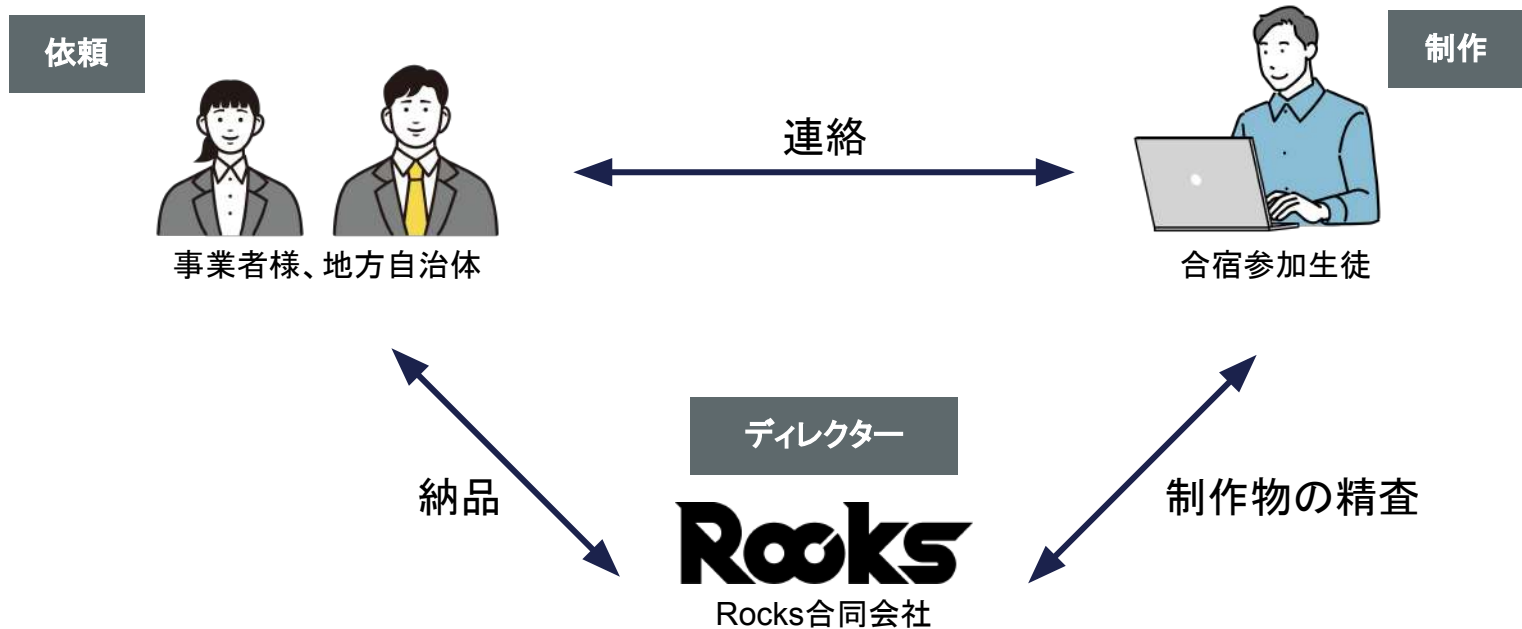 依頼
制作
連絡
事業者様、地方自治体
合宿参加生徒
ディレクター
納品
制作物の精査
Rooks
Rocks合同会社